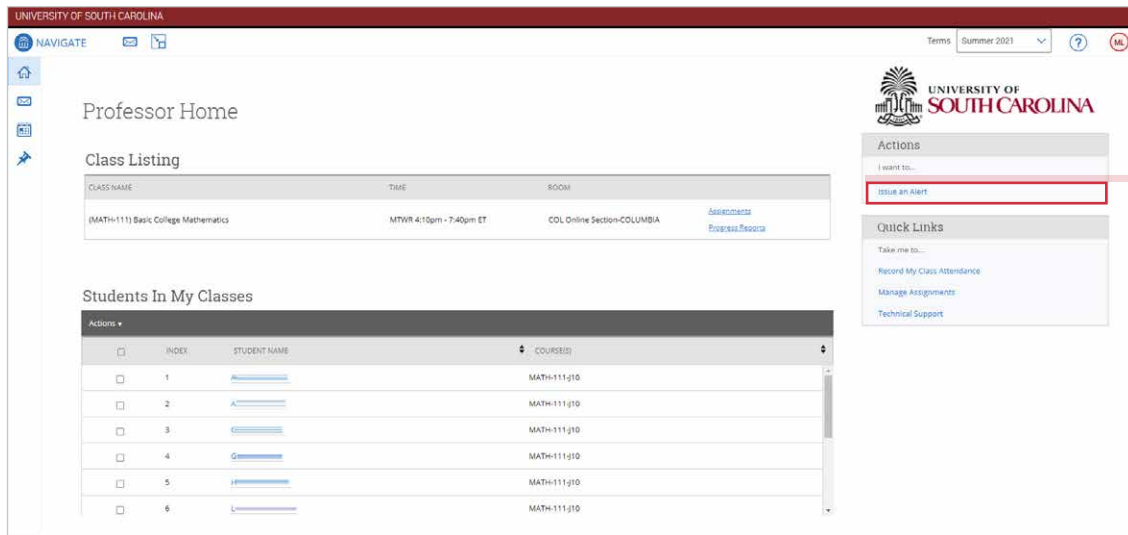 UNIVERSITY OF SOUTH CAROLINA
NAVIGATE
Terms Summer 2021 ? ML
UNIVERSITY OF
SOUTH CAROLINA
Professor Home
Class Listing
CLASS NAME TIME ROOM
(MATH-111) Basic College Mathematics MTWR 4:10pm - 7:40pm ET COL Online Section-COLUMBIA Assignments
Progress Reports
Actions
I want to...
Issue an Alert
Quick Links
Take me to...
Record My Class Attendance
Manage Assignments
Technical Support
Students In My Classes
Actions
INDEX STUDENT NAME COURSE(S)
1 A MATH-111-J10
2 A MATH-111-J10
3 MATH-111-J10
4 G MATH-111-J10
5 MATH-111-J10
6 L MATH-111-J10